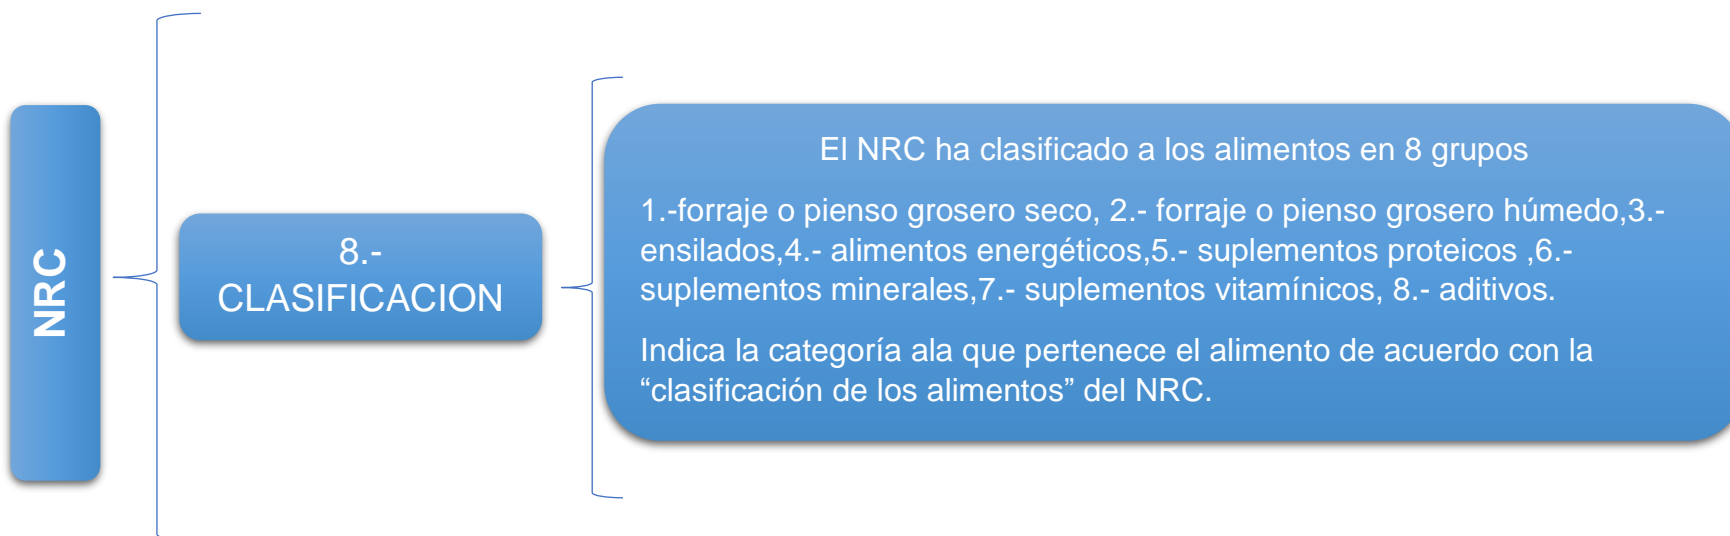 NRC
8.-
CLASIFICACION
El NRC ha clasificado a los alimentos en 8 grupos
1.-forraje o pienso grosero seco, 2.- forraje o pienso grosero húmedo,3.-
ensilados,4.- alimentos energéticos,5.- suplementos proteicos ,6.-
suplementos minerales,7.- suplementos vitamínicos, 8.- aditivos.
Indica la categoría ala que pertenece el alimento de acuerdo con la
“clasificación de los alimentos” del NRC.